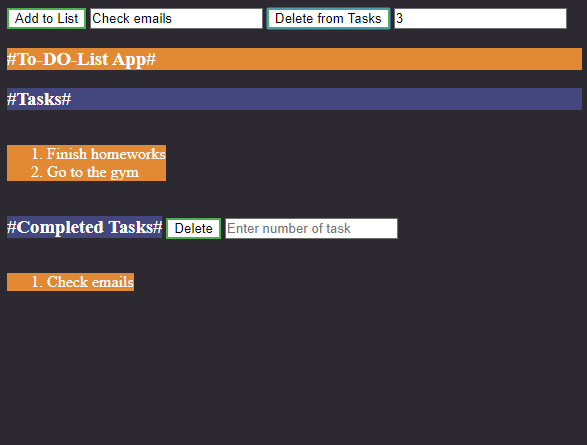 Add to List Check emails Delete from Tasks 3
#To-DO-List App#
#Tasks#
1. Finish homeworks
2. Go to the gym
#Completed Tasks# Delete Enter number of task
1. Check emails